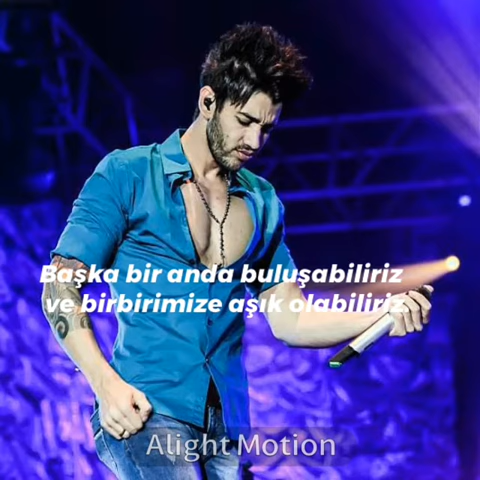 Başka bir anda buluşabiliriz
ve birbirimize aşık olabiliriz
Alight Motion